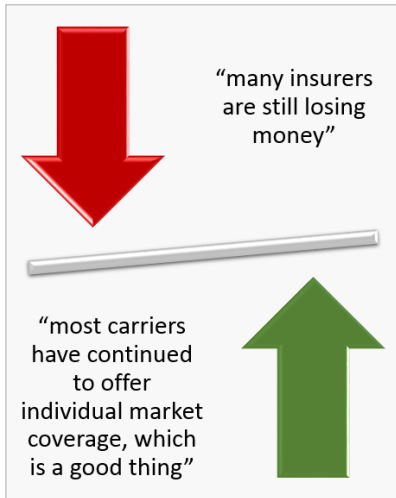 “many insurers
are still losing
money”
“most carriers
have continued
to offer
individual market
coverage, which
is a good thing”